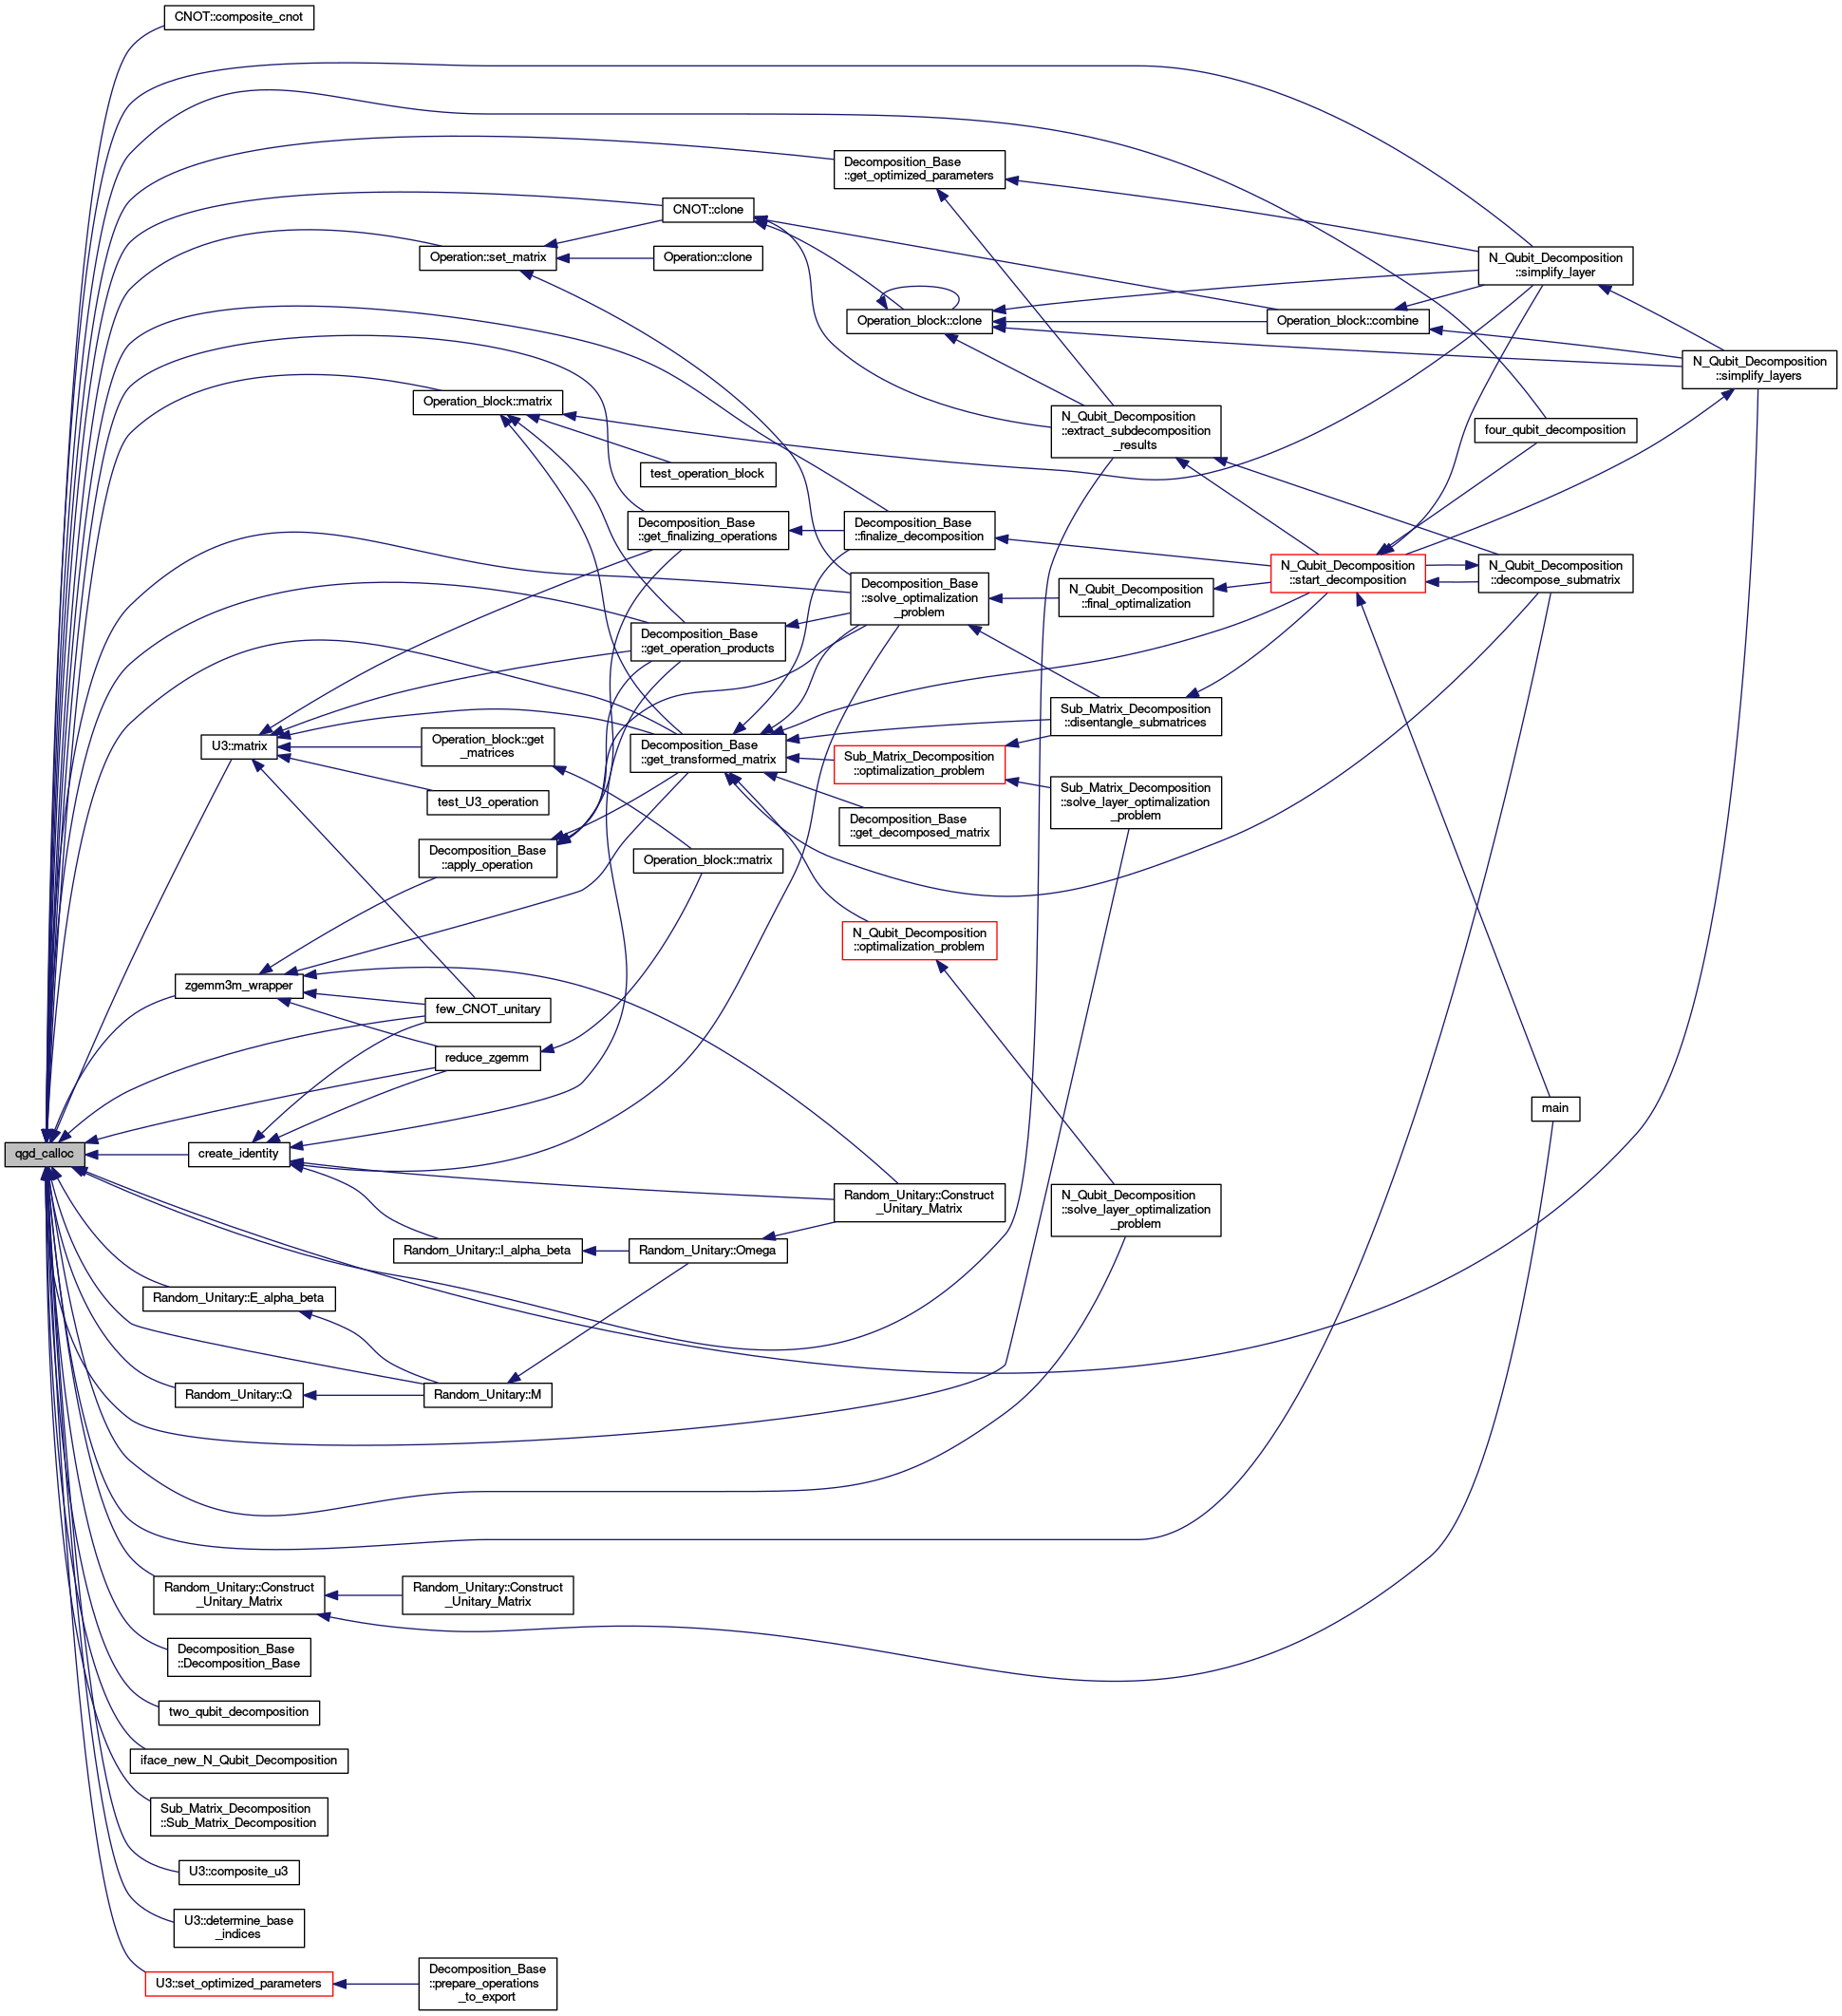 CNOT::composite_cnot
Decomposition_Base
::get_optimized_parameters
CNOT::clone
Operation::set_matrix
Operation::clone
N_Qubit_Decomposition
::simplify_layer
Operation_block::clone
Operation_block::combine
N_Qubit_Decomposition
::simplify_layers
Operation_block::matrix
N_Qubit_Decomposition
::extract_subdecomposition
_results
four_qubit_decomposition
test_operation_block
Decomposition_Base
::get_finalizing_operations
Decomposition_Base
::finalize_decomposition
N_Qubit_Decomposition
::start_decomposition
N_Qubit_Decomposition
::decompose_submatrix
Decomposition_Base
::solve_optimalization
_problem
N_Qubit_Decomposition
::final_optimalization
Decomposition_Base
::get_operation_products
Sub_Matrix_Decomposition
::disentangle_submatrices
U3::matrix
Operation_block::get
_matrices
Decomposition_Base
::get_transformed_matrix
Sub_Matrix_Decomposition
::optimalization_problem
test_U3_operation
Sub_Matrix_Decomposition
::solve_layer_optimalization
_problem
Decomposition_Base
::get_decomposed_matrix
Decomposition_Base
::apply_operation
Operation_block::matrix
N_Qubit_Decomposition
::optimalization_problem
zgemm3m_wrapper
few_CNOT_unitary
reduce_zgemm
main
qgd_calloc
create_identity
Random_Unitary::Construct
_Unitary_Matrix
N_Qubit_Decomposition
::solve_layer_optimalization
_problem
Random_Unitary::I_alpha_beta
Random_Unitary::Omega
Random_Unitary::E_alpha_beta
Random_Unitary::Q
Random_Unitary::M
Random_Unitary::Construct
_Unitary_Matrix
Random_Unitary::Construct
_Unitary_Matrix
Decomposition_Base
::Decomposition_Base
two_qubit_decomposition
iface_new_N_Qubit_Decomposition
Sub_Matrix_Decomposition
::Sub_Matrix_Decomposition
U3::composite_u3
U3::determine_base
_indices
U3::set_optimized_parameters
Decomposition_Base
::prepare_operations
_to_export